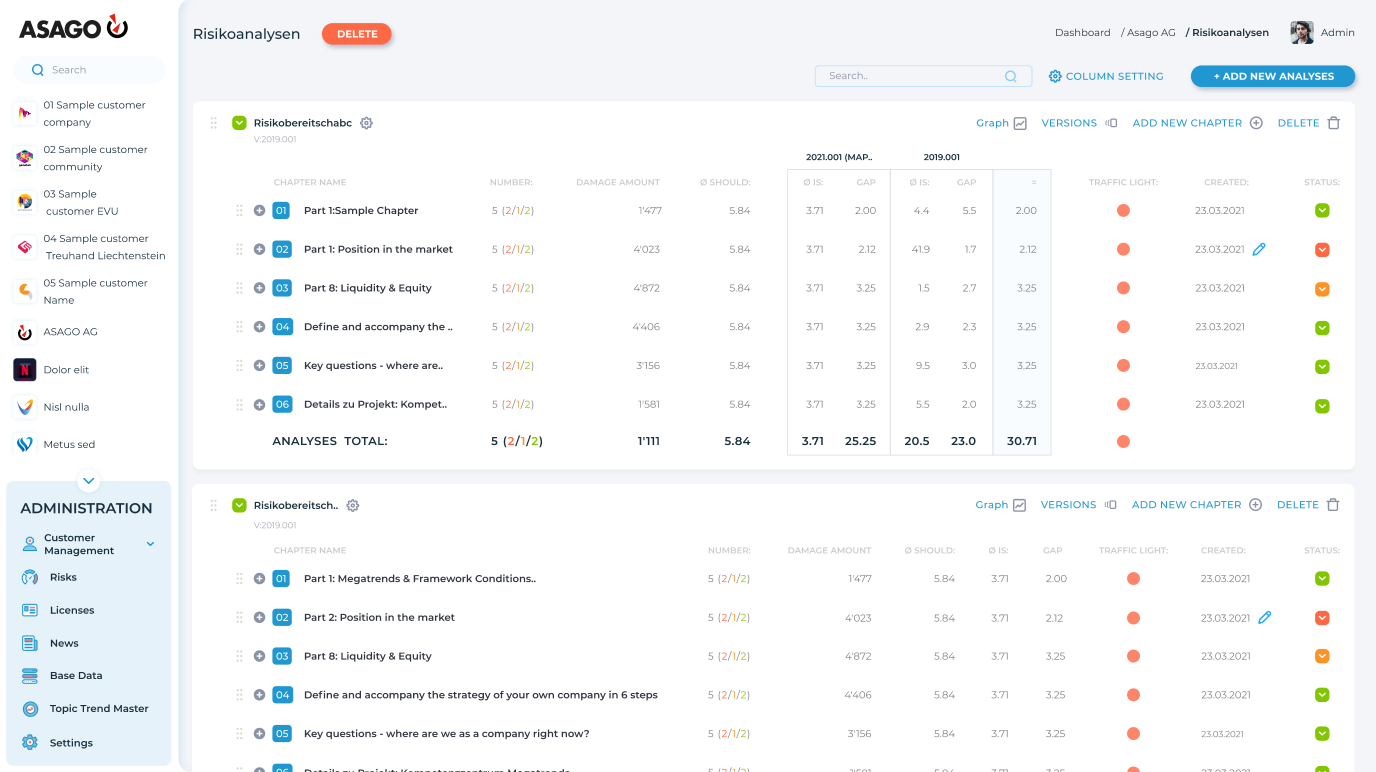 ASAGO
Search
01 Sample customer
company
02 Sample customer
community
03 Sample
customer EVU
04 Sample customer
Treuhand Liechtenstein
05 Sample customer
Name
ASAGO AG
Dolor elit
Nisl nulla
Metus sed
ADMINISTRATION
Customer
Management
Risks
Licenses
News
Base Data
Topic Trend Master
Settings
Risikoanalysen DELETE
Dashboard / Asago AG / Risikoanalysen Admin
Search.. COLUMN SETTING + ADD NEW ANALYSES
Risikobereitschabc Graph VERSIONS ADD NEW CHAPTER DELETE
V:2019.001
2021.001 (MAP.. 2019.001
CHAPTER NAME NUMBER: DAMAGE AMOUNT Ø SHOULD: Ø IS: GAP Ø IS: GAP = TRAFFIC LIGHT: CREATED: STATUS:
01 Part 1:Sample Chapter 5 (2/1/2) 1'477 5.84 3.71 2.00 4.4 5.5 2.00 23.03.2021
02 Part 1: Position in the market 5 (2/1/2) 4'023 5.84 3.71 2.12 41.9 1.7 2.12 23.03.2021
03 Part 8: Liquidity & Equity 5 (2/1/2) 4'872 5.84 3.71 3.25 1.5 2.7 3.25 23.03.2021
04 Define and accompany the .. 5 (2/1/2) 4'406 5.84 3.71 3.25 2.9 2.3 3.25 23.03.2021
05 Key questions - where are.. 5 (2/1/2) 3'156 5.84 3.71 3.25 9.5 3.0 3.25 23.03.2021
06 Details zu Projekt: Kompet.. 5 (2/1/2) 1'581 5.84 3.71 3.25 5.5 2.0 3.25 23.03.2021
ANALYSES TOTAL: 5 (2/1/2) 1'111 5.84 3.71 25.25 20.5 23.0 30.71
Risikobereitsch.. Graph VERSIONS ADD NEW CHAPTER DELETE
V:2019.001
CHAPTER NAME NUMBER: DAMAGE AMOUNT Ø SHOULD: Ø IS: GAP TRAFFIC LIGHT: CREATED: STATUS:
01 Part 1: Megatrends & Framework Conditions.. 5 (2/1/2) 1'477 5.84 3.71 2.00 23.03.2021
02 Part 2: Position in the market 5 (2/1/2) 4'023 5.84 3.71 2.12 23.03.2021
03 Part 8: Liquidity & Equity 5 (2/1/2) 4'872 5.84 3.71 3.25 23.03.2021
04 Define and accompany the strategy of your own company in 6 steps 5 (2/1/2) 4'406 5.84 3.71 3.25 23.03.2021
05 Key questions - where are we as a company right now? 5 (2/1/2) 3'156 5.84 3.71 3.25 23.03.2021
06 Details zu Projekt: Kompetenzzentrum Megatrends